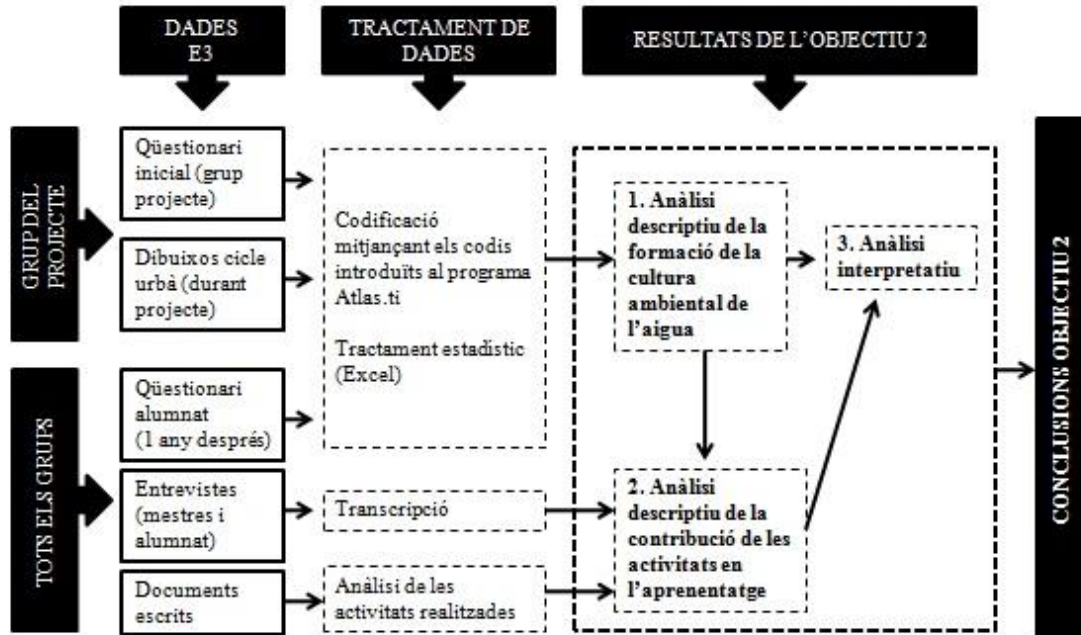 DADES
E3
TRACTAMENT DE
DADES
RESULTATS DE L’OBJECTIU 2
GRUP DEL
PROJECTE
Qüestionari
inicial (grup
projecte)
Dibuixos cicle
urbà (durant
projecte)
TOTS ELS GRUPS
Qüestionari
alumnat
(1 any després)
Entrevistes
(mestres i
alumnat)
Documents
escrits
Codificació
mitjançant els codis
introduïts al programa
Atlas.ti
Tractament estadístic
(Excel)
Transcripció
Anàlisi de les
activitats realitzades
1. Anàlisi
descriptiu de la
formació de la
cultura
ambiental de
l’aigua
2. Anàlisi
descriptiu de la
contribució de les
activitats en
l’aprenentatge
3. Anàlisi
interpretatiu
CONCLUSIONS OBJECTIU 2